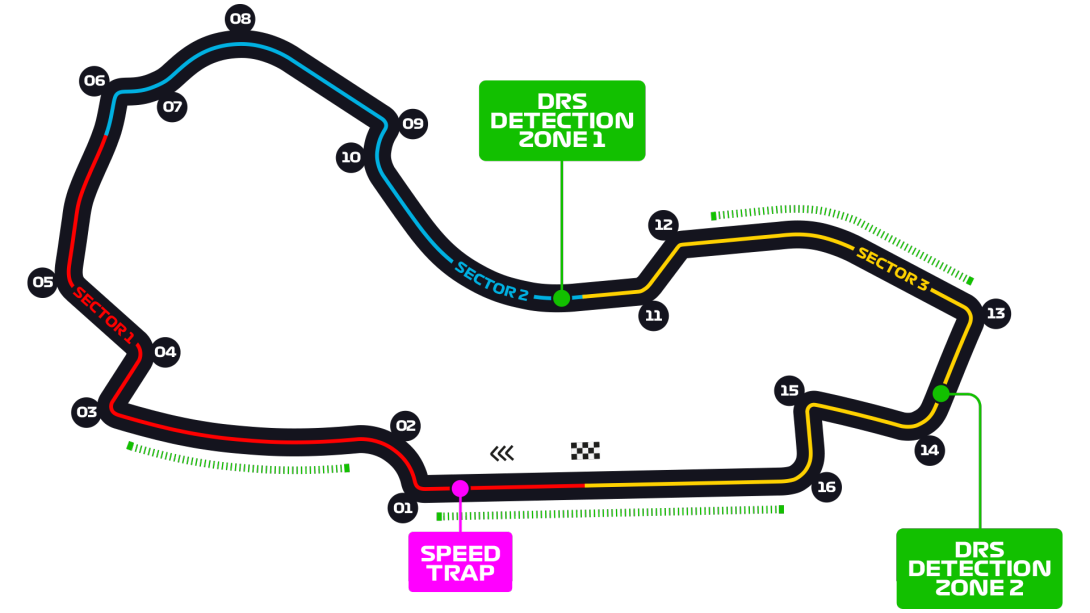 08
06
07
09
10
DRS
DETECTION
ZONE 1
12
05
SECTOR 2
SECTOR 3
11
13
SECTOR 1
04
03
02
15
14
01
16
SPEED
TRAP
DRS
DETECTION
ZONE 2